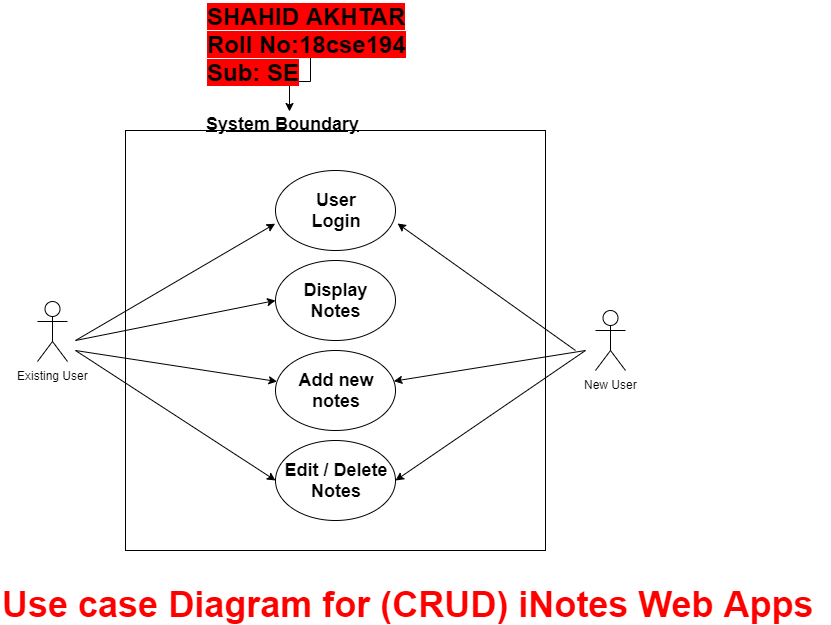 SHAHID AKHTAR
Roll No:18cse194
Sub: SE
System Boundary
User
Login
Display
Notes
Add new
notes
Edit / Delete
Notes
Existing User
New User
Use case Diagram for (CRUD) iNotes Web Apps